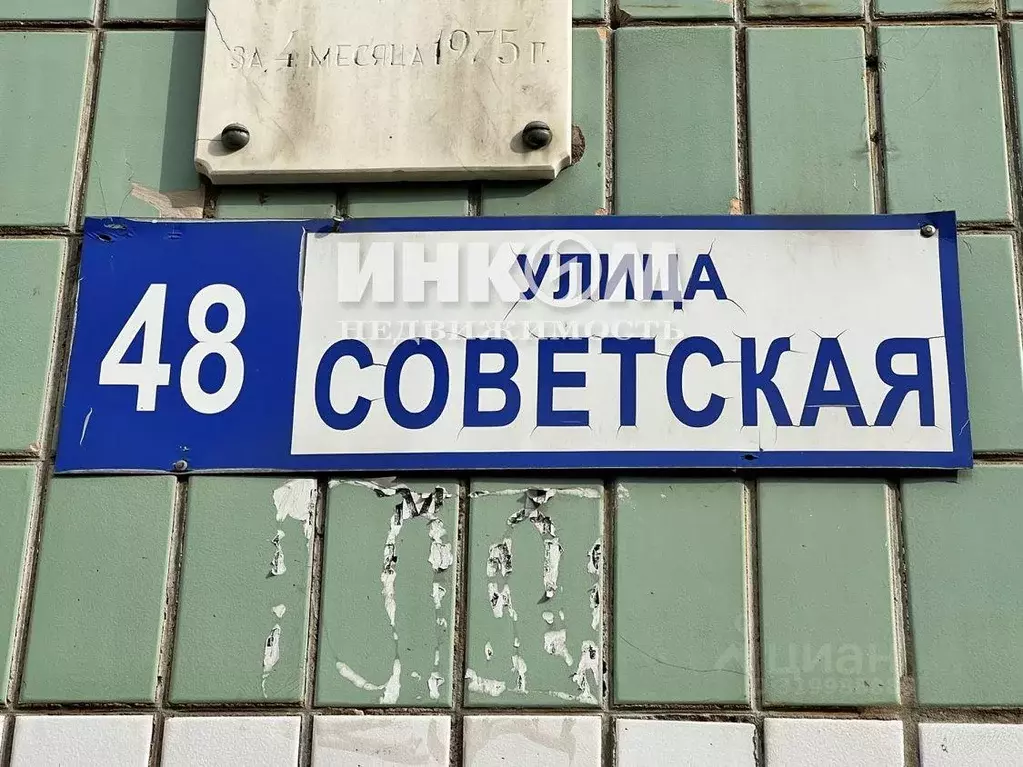 ЗА 4 МЕСЯЦА 1975 Г.
48
УЛИЦА
СОВЕТСКАЯ
ИНКОМ
НЕДВИЖИМОСТЬ
циан